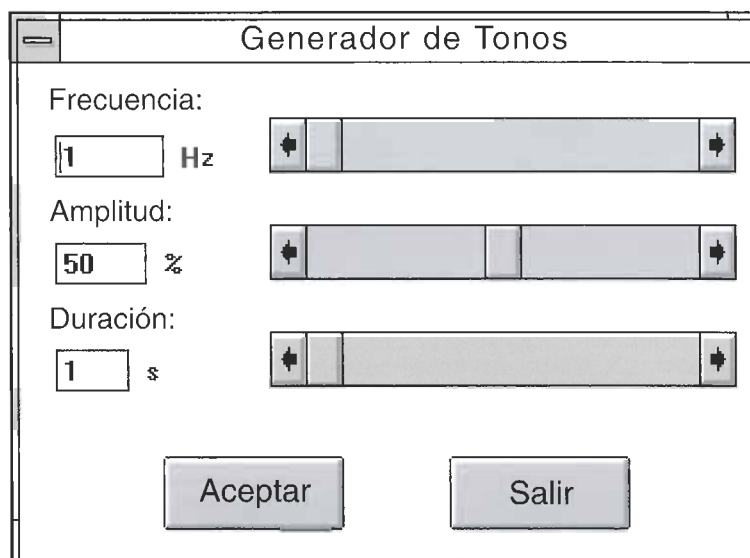 Generador de Tonos
Frecuencia:
1 Hz
Amplitud:
50 %
Duración:
1 s
Aceptar Salir